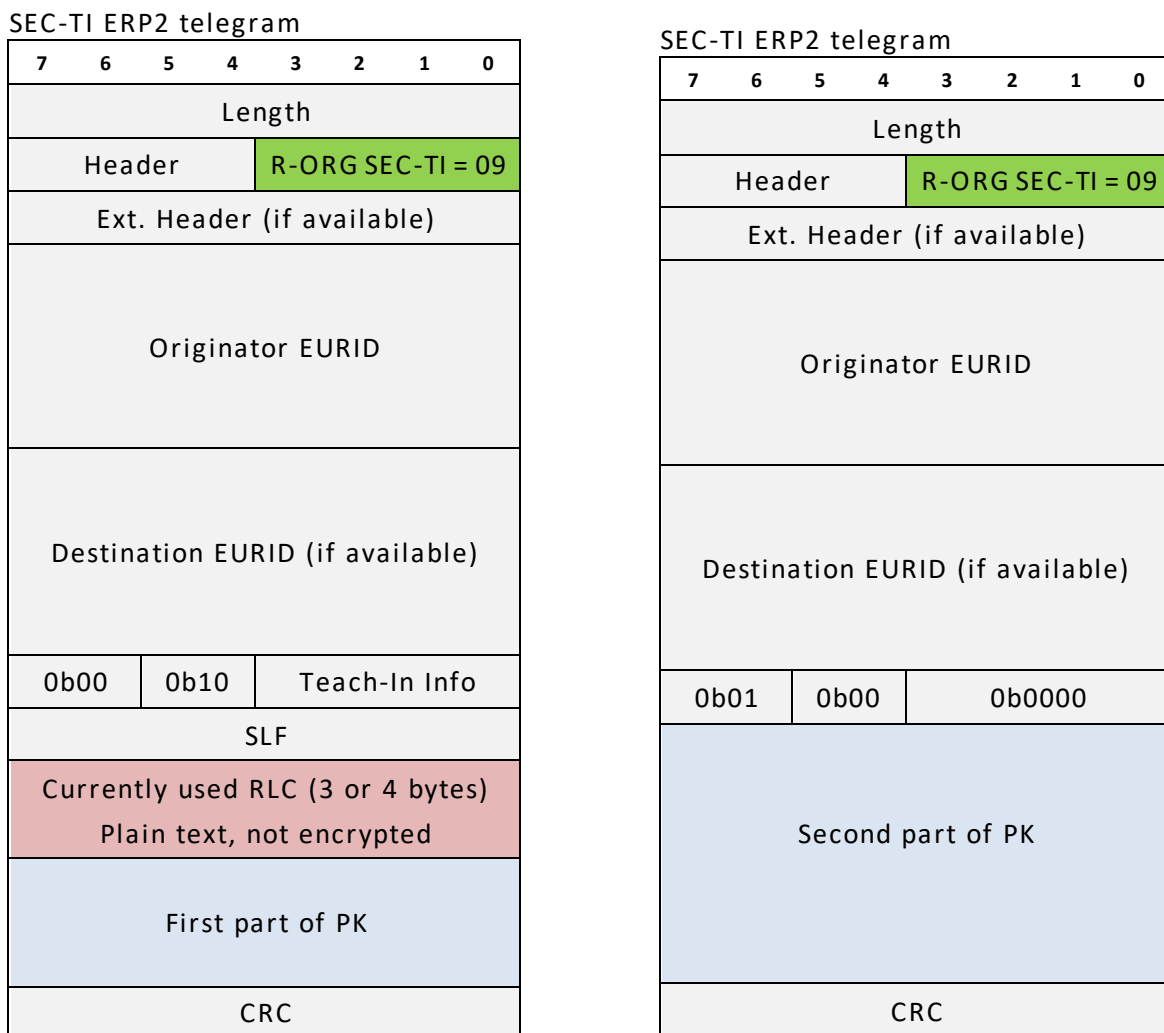 SEC-TI ERP2 telegram
7 6 5 4 3 2 1 0
Length
Header R-ORG SEC-TI = 09
Ext. Header (if available)
Originator EURID
Destination EURID (if available)
0b00 0b10 Teach-In Info
SLF
Currently used RLC (3 or 4 bytes)
Plain text, not encrypted
First part of PK
CRC
SEC-TI ERP2 telegram
7 6 5 4 3 2 1 0
Length
Header R-ORG SEC-TI = 09
Ext. Header (if available)
Originator EURID
Destination EURID (if available)
0b01 0b00 0b0000
Second part of PK
CRC